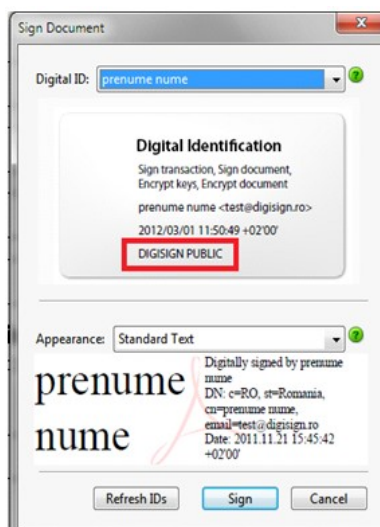 Sign Document
Digital ID: prenume nume
Digital Identification
Sign transaction, Sign document,
Encrypt keys, Encrypt document
prenume nume <test@digisign.ro>
2012/03/01 11:50:49 +02'00'
DIGISIGN PUBLIC
Appearance: Standard Text
prenume
nume
Digitally signed by prenume
nume
DN: c=RO, st=Romania,
cn=prenume nume,
email=test@digisign.ro
Date: 2011.11.21 15:45:42
+02'00'
Refresh IDs Sign Cancel